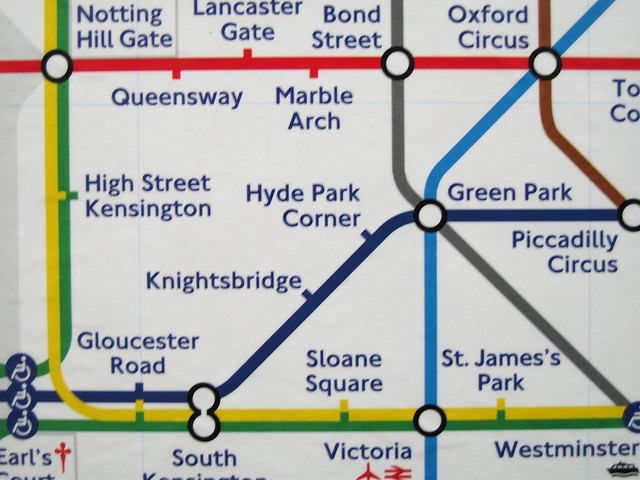 Notting
Hill Gate
Lancaster
Gate
Bond
Street
Oxford
Circus
Queensway
Marble
Arch
To
Co
High Street
Kensington
Hyde Park
Corner
Green Park
Piccadilly
Circus
Knightsbridge
Gloucester
Road
Sloane
Square
St. James's
Park
Earl's
Court
South
Kensington
Victoria
Westminster